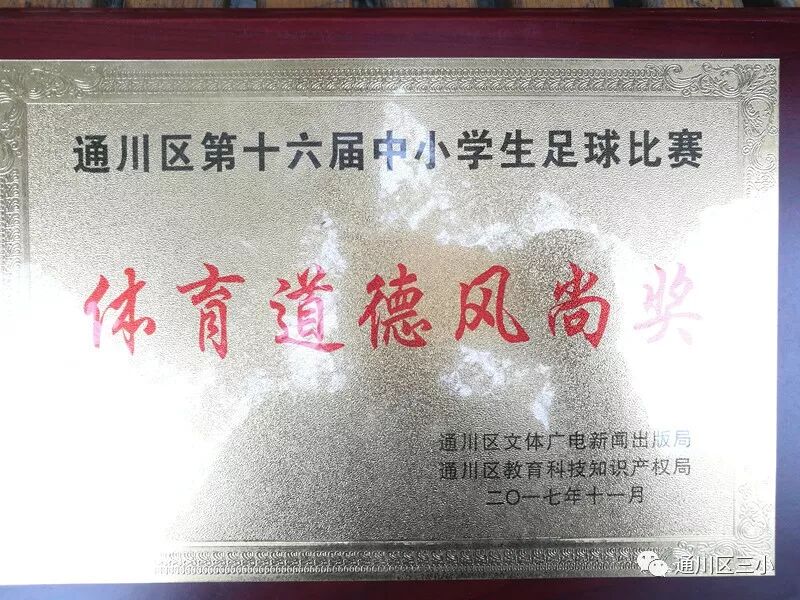 通川区第十六届中小学生足球比赛
体育道德风尚奖
通川区文体广电新闻出版局
通川区教育科技知识产权局
二〇一七年十一月
通川区三小